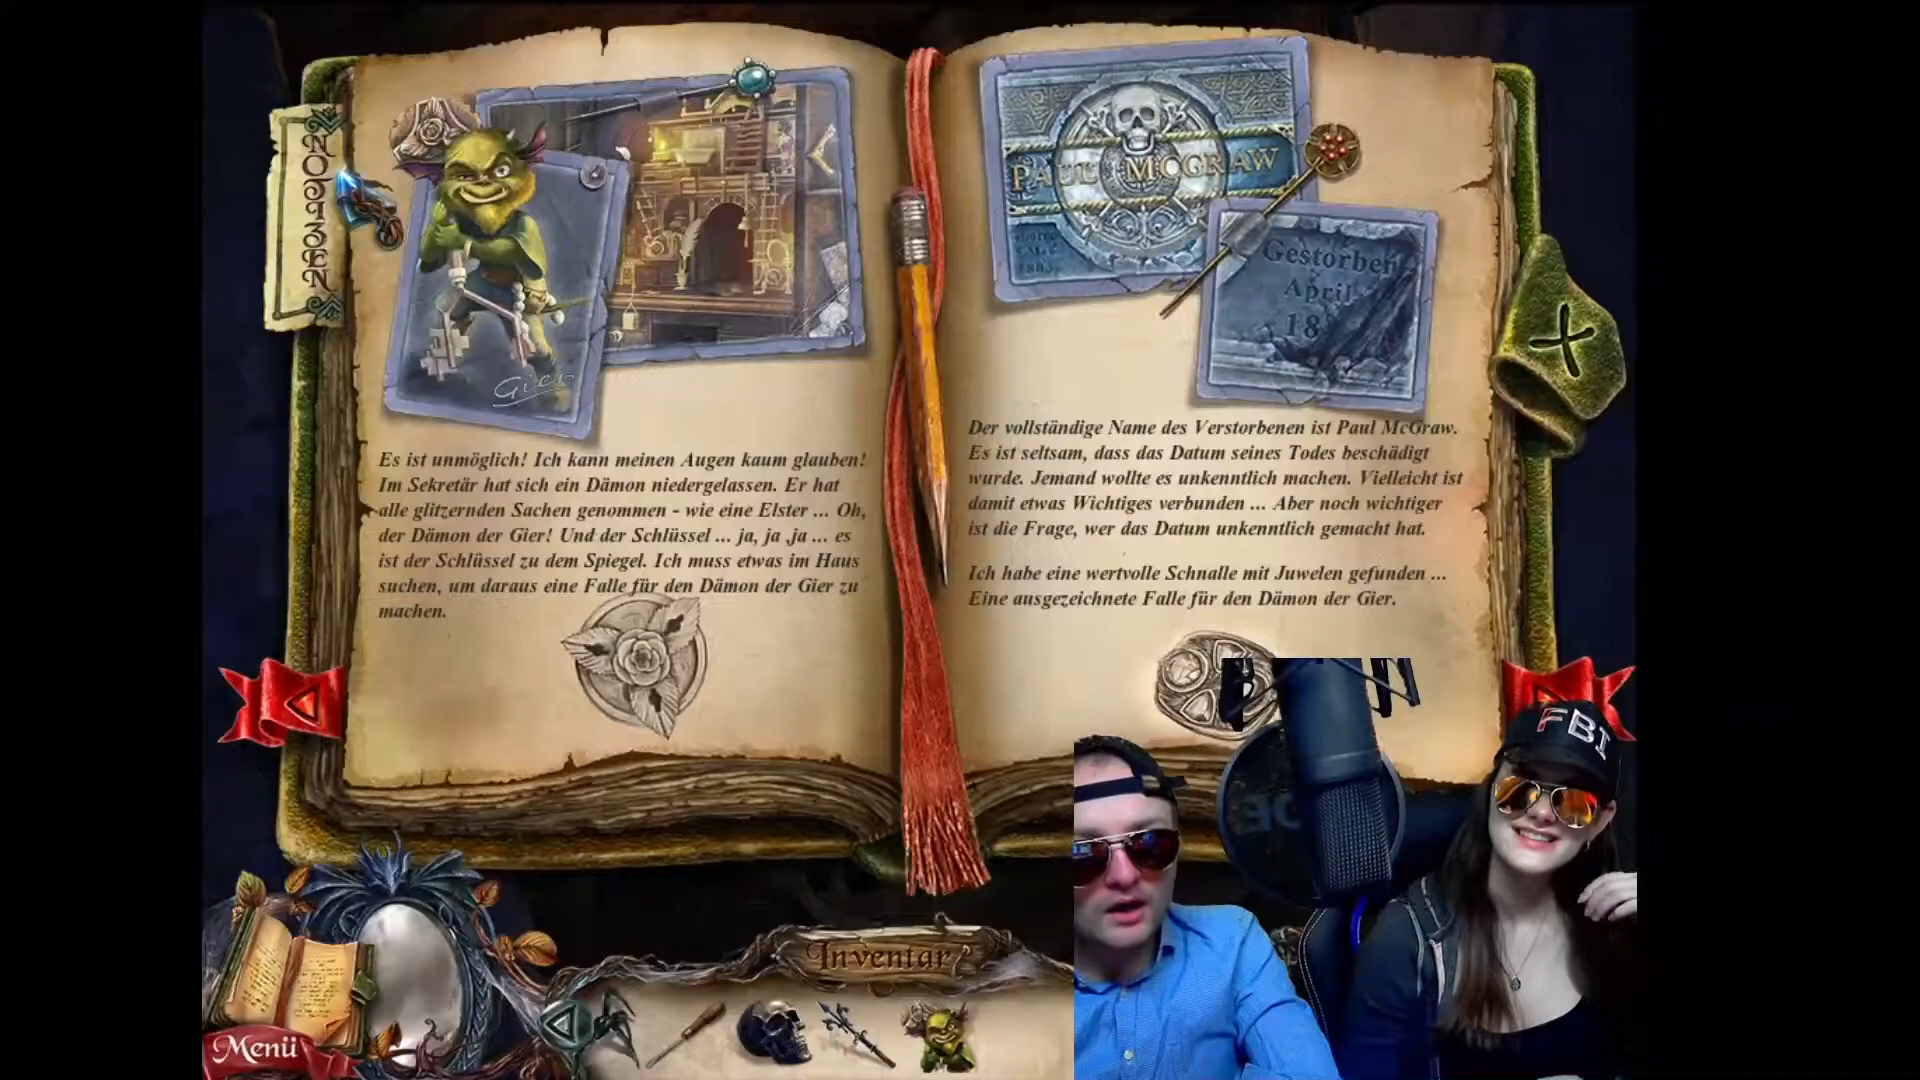 NOTIZEN
Gier
Es ist unmöglich! Ich kann meinen Augen kaum glauben!
Im Sekretär hat sich ein Dämon niedergelassen. Er hat
alle glitzernden Sachen genommen - wie eine Elster ... Oh,
der Dämon der Gier! Und der Schlüssel ... ja, ja ,ja ... es
ist der Schlüssel zu dem Spiegel. Ich muss etwas im Haus
suchen, um daraus eine Falle für den Dämon der Gier zu
machen.
PAUL MCGRAW
Gestorben
April
18
Der vollständige Name des Verstorbenen ist Paul McGraw.
Es ist seltsam, dass das Datum seines Todes beschädigt
wurde. Jemand wollte es unkenntlich machen. Vielleicht ist
damit etwas Wichtiges verbunden ... Aber noch wichtiger
ist die Frage, wer das Datum unkenntlich gemacht hat.
Ich habe eine wertvolle Schnalle mit Juwelen gefunden ...
Eine ausgezeichnete Falle für den Dämon der Gier.
FBI
Inventar
Menü